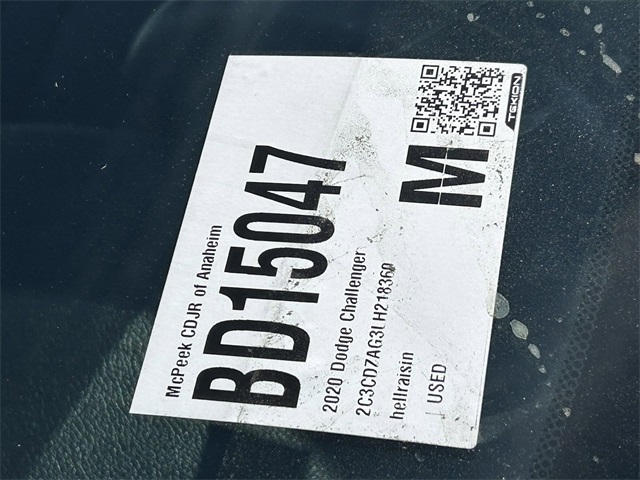 McPeek CDJR of Anaheim
BD15047
2020 Dodge Challenger
2C3CDZAG3LH218360
hellraisin
USED
M
TEKION